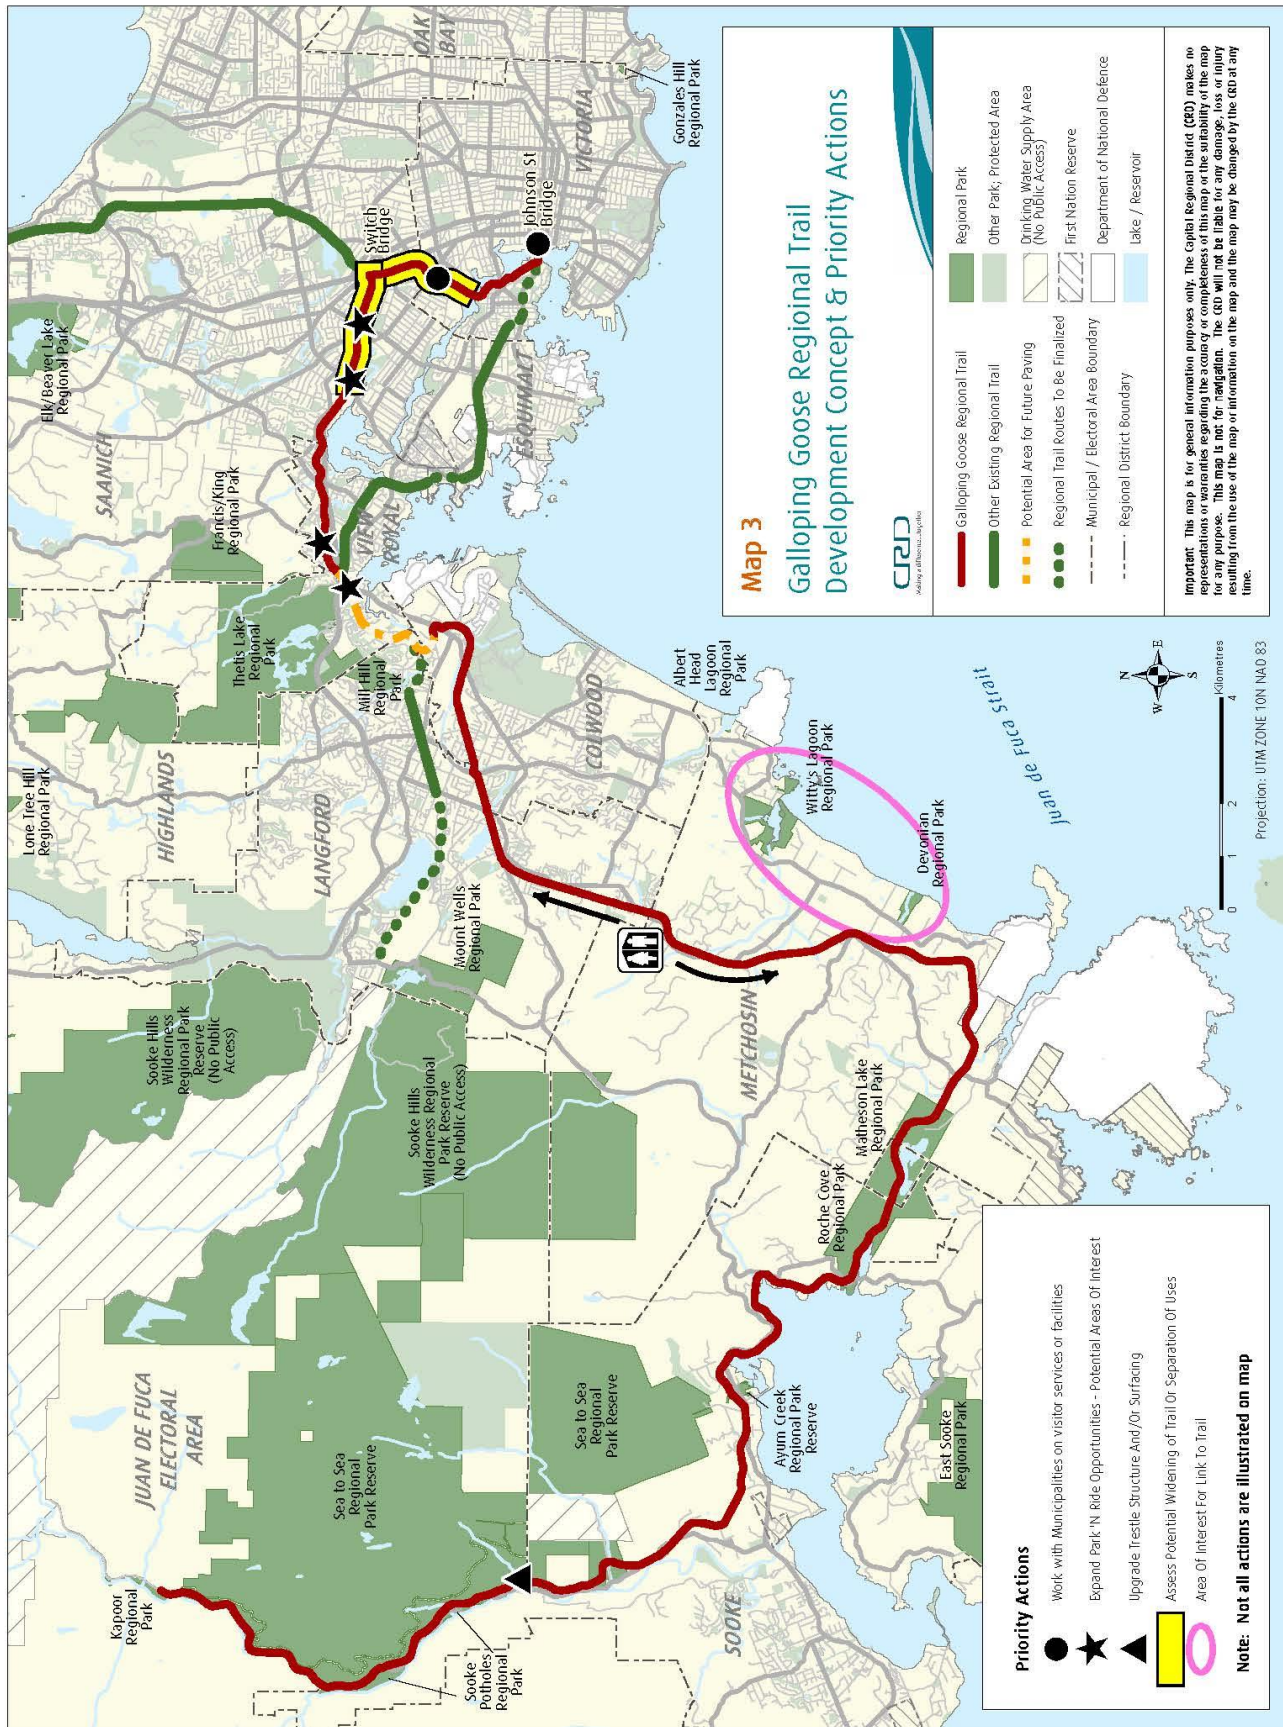 Map 3
Galloping Goose Regioinal Trail
Development Concept & Priority Actions
CRD
Making a difference...together
Galloping Goose Regional Trail
Other Existing Regional Trail
Potential Area for Future Paving
Regional Trail Routes To Be Finalized
Municipal / Electoral Area Boundary
Regional District Boundary
Regional Park
Other Park; Protected Area
Drinking Water Supply Area
(No Public Access)
First Nation Reserve
Department of National Defence
Lake / Reservoir
Important This map is for general information purposes only. The Capital Regional District (CRD) makes no
representations or warranties regarding the accuracy or completeness of this map or the suitability of the map
for any purpose. This map is not for navigation. The CRD will not be liable for any damage, loss or injury
resulting from the use of the map or information on the map and the map may be changed by the CRD at any
time.
Priority Actions
Work with Municipalities on visitor services or facilities
Expand Park 'N Ride Opportunities - Potential Areas Of Interest
Upgrade Trestle Structure And/Or Surfacing
Assess Potential Widening of Trail Or Separation Of Uses
Area Of Interest For Link To Trail
Note: Not all actions are illustrated on map
Kapoor
Regional
Park
JUAN DE FUCA
ELECTORAL
AREA
Sea to Sea
Regional
Park Reserve
Sooke
Potholes
Regional
Park
SOOKE
Sea to Sea
Regional
Park Reserve
Ayum Creek
Regional Park
Reserve
East Sooke
Regional Park
Roche Cove
Regional Park
Matheson Lake
Regional Park
METCHOSIN
Sooke Hills
Wilderness
Regional Park
Reserve
(No Public
Access)
Sooke Hills
Wilderness Regional
Park Reserve
(No Public Access)
Mount Wells
Regional Park
Lone Tree Hill
Regional Park
HIGHLANDS
LANGFORD
Thetis Lake
Regional
Park
Mill Hill
Regional
Park
COLWOOD
Albert
Head
Lagoon
Regional
Park
Witty's Lagoon
Regional Park
Devonian
Regional Park
Juan de Fuca Strait
Francis/King
Regional Park
SAANICH
Elk/Beaver Lake
Regional Park
VIEW
ROYAL
ESQUIMALT
Switch
Bridge
Johnson St
Bridge
VICTORIA
OAK
BAY
Gonzales Hill
Regional Park
N
W
E
S
0
1
2
4
Kilometres
Projection: UTM ZONE 10N NAD 83